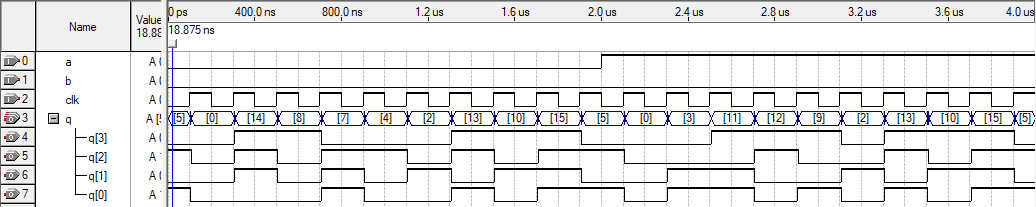 Name
Value
18.88
0 ps 400.0 ns 800.0 ns 1.2 us 1.6 us 2.0 us 2.4 us 2.8 us 3.2 us 3.6 us 4.0 us
18.875 ns
0 a A
1 b A
2 clk A
3 q A [5] [0] [14] [8] [7] [4] [2] [13] [10] [15] [5] [0] [3] [11] [12] [9] [2] [13] [10] [15] [5]
4 q[3] A
5 q[2] A
6 q[1] A
7 q[0] A